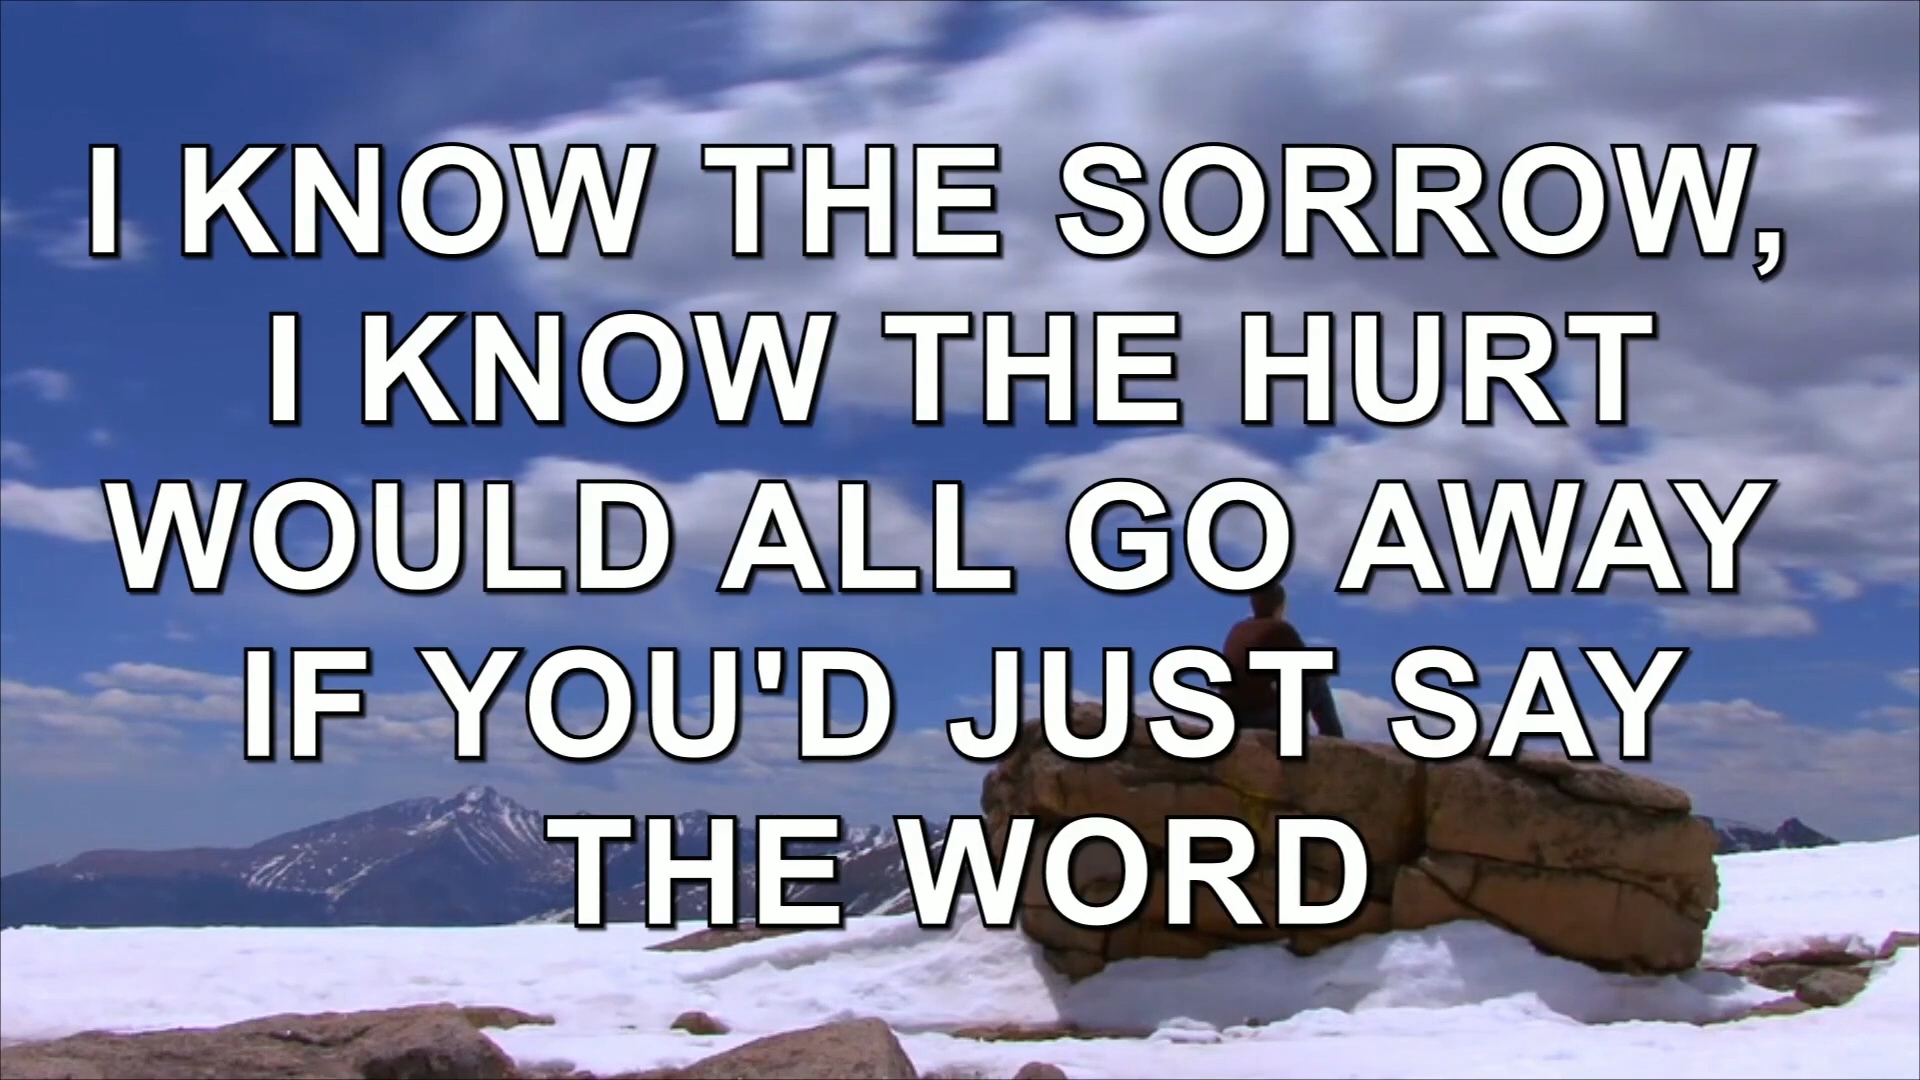 I KNOW THE SORROW,
I KNOW THE HURT
WOULD ALL GO AWAY
IF YOU'D JUST SAY
THE WORD